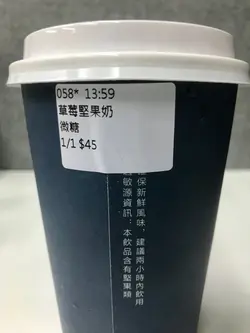 058* 13:59
草莓堅果奶
微糖
1/1 $45
保新鮮風味，建議兩小時內飲用
敏源資訊：本飲品含有堅果類